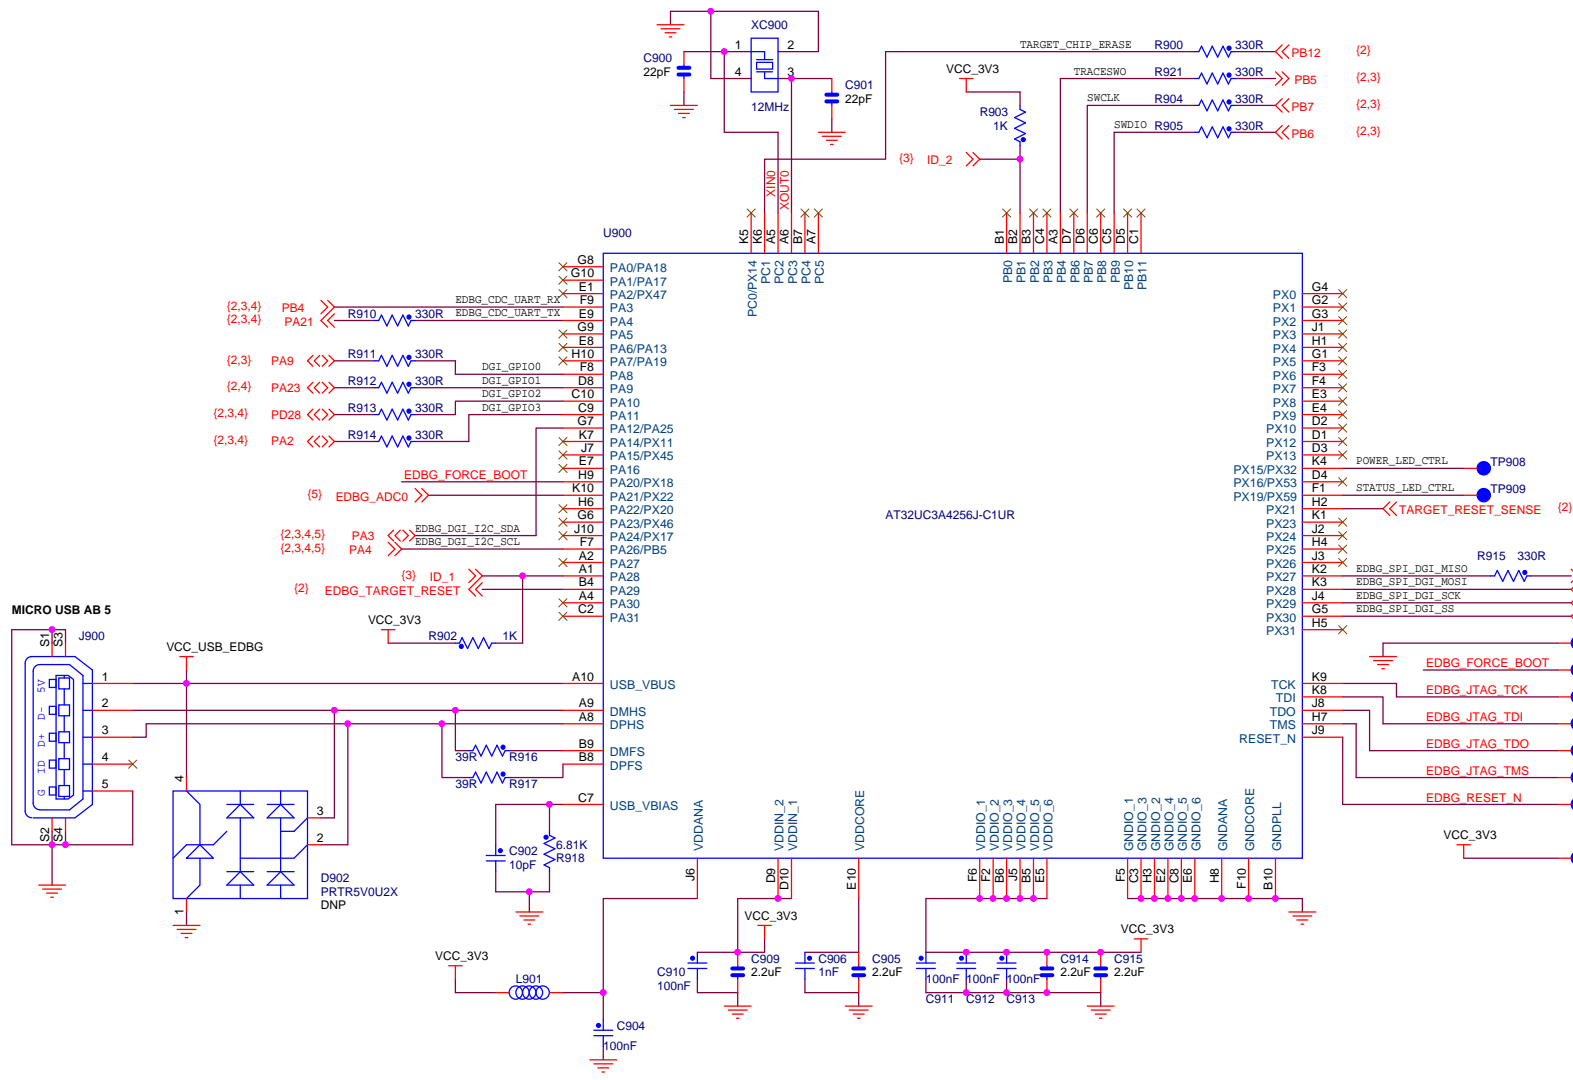 XC900
1
2
4
3
12MHz
C900
22pF
C901
22pF
VCC_3V3
R903
1K
{3} ID_2
TARGET_CHIP_ERASE R900 330R PB12 {2}
TRACESWO R921 330R PB5 {2,3}
SWCLK R904 330R PB7 {2,3}
SWDIO R905 330R PB6 {2,3}
XIN0
XOUT0
K5 K6 A5 A6 B7 A7
B1 B2 B3 C4 A3 D7 D6 C6 C5 D5 C1
U900
PC0/PX14 PC1 PC2 PC3 PC4 PC5
PB0 PB1 PB2 PB3 PB4 PB6 PB7 PB8 PB9 PB10 PB11
G8 PA0/PA18
G10 PA1/PA17
E1 PA2/PX47
{2,3,4} PB4 EDBG_CDC_UART_RX F9 PA3
{2,3,4} PA21 R910 330R EDBG_CDC_UART_TX E9 PA4
G9 PA5
E8 PA6/PA13
H10 PA7/PA19
{2,3} PA9 R911 330R DGI_GPIO0 F8 PA8
{2,4} PA23 R912 330R DGI_GPIO1 D8 PA9
{2,3,4} PD28 R913 330R DGI_GPIO2 C10 PA10
{2,3,4} PA2 R914 330R DGI_GPIO3 C9 PA11
G7 PA12/PA25
K7 PA14/PX11
J7 PA15/PX45
E7 PA16
EDBG_FORCE_BOOT H9 PA20/PX18
{5} EDBG_ADC0 K10 PA21/PX22
H6 PA22/PX20
G6 PA23/PX46
{2,3,4,5} PA3 EDBG_DGI_I2C_SDA J10 PA24/PX17
{2,3,4,5} PA4 EDBG_DGI_I2C_SCL F7 PA26/PB5
A2 PA27
{3} ID_1 A1 PA28
{2} EDBG_TARGET_RESET B4 PA29
A4 PA30
C2 PA31
VCC_3V3
R902 1K
AT32UC3A4256J-C1UR
PX0 G4
PX1 G2
PX2 G3
PX3 J1
PX4 H1
PX5 G1
PX6 F3
PX7 F4
PX8 E3
PX9 E4
PX10 D2
PX12 D1
PX13 D3
PX15/PX32 K4 POWER_LED_CTRL TP908
PX16/PX53 D4
PX19/PX59 F1 STATUS_LED_CTRL TP909
PX21 H2 TARGET_RESET_SENSE {2}
PX23 K1
PX24 J2
PX25 H4
PX26 J3
PX27 K2 EDBG_SPI_DGI_MISO R915 330R
PX28 K3 EDBG_SPI_DGI_MOSI
PX29 J4 EDBG_SPI_DGI_SCK
PX30 G5 EDBG_SPI_DGI_SS
PX31 H5
EDBG_FORCE_BOOT
TCK K9 EDBG_JTAG_TCK
TDI K8 EDBG_JTAG_TDI
TDO J8 EDBG_JTAG_TDO
TMS H7 EDBG_JTAG_TMS
RESET_N J9 EDBG_RESET_N
VCC_3V3
MICRO USB AB 5
J900
S1 S3
5V 1
D- 2
D+ 3
ID 4
G 5
S2 S4
VCC_USB_EDBG
A10 USB_VBUS
A9 DMHS
A8 DPHS
39R R916 B9 DMFS
39R R917 B8 DPFS
C7 USB_VBIAS
4
3
2
1
D902
PRTR5V0U2X
DNP
C902
10pF
6.81K
R918
VDDANA VDDIN_2 VDDIN_1 VDDCORE
VDDIO_1 VDDIO_2 VDDIO_3 VDDIO_4 VDDIO_5 VDDIO_6
GNDIO_1 GNDIO_3 GNDIO_2 GNDIO_4 GNDIO_5 GNDIO_6 GNDANA GNDCORE GNDPLL
J6 D9 D10 E10 F6 F2 B6 J5 B5 E5 F5 C3 H3 E2 C8 E6 H8 F10 B10
VCC_3V3
L901
C904
100nF
VCC_3V3
C910
100nF
C909
2.2uF
C906
1nF
C905
2.2uF
VCC_3V3
100nF
C911
100nF
C912
100nF
C913
C914
2.2uF
C915
2.2uF